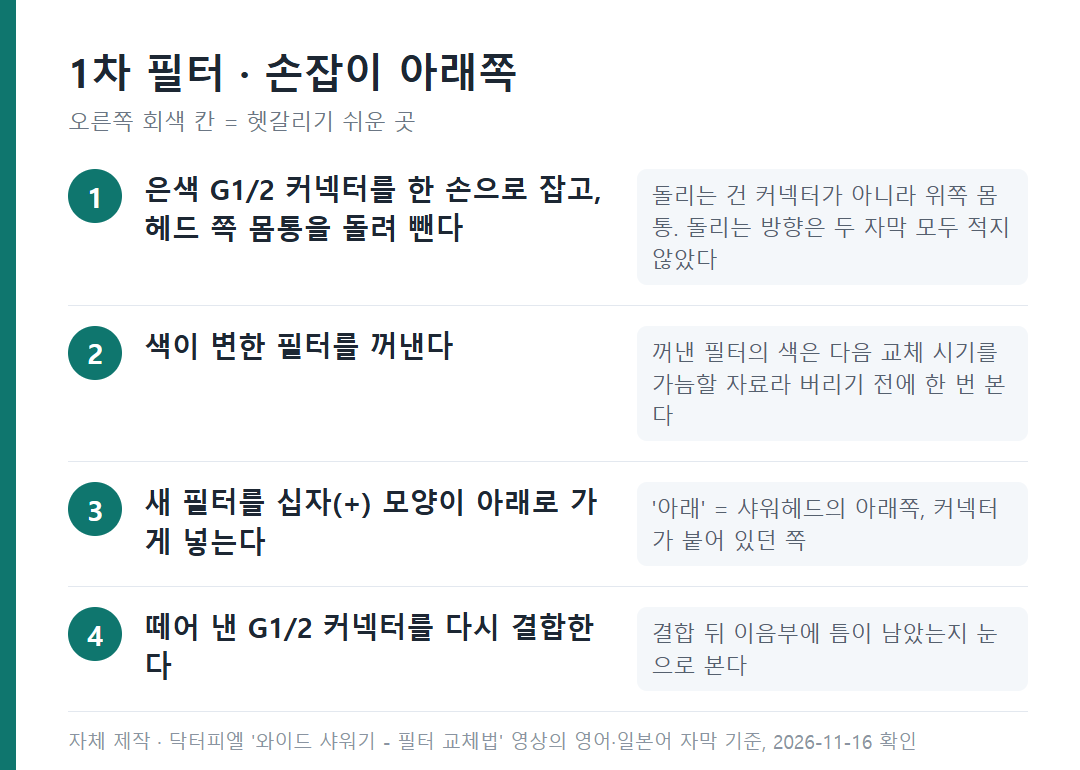 1차 필터 · 손잡이 아래쪽
오른쪽 회색 칸 = 헷갈리기 쉬운 곳
1
은색 G1/2 커넥터를 한 손으로 잡고,
헤드 쪽 몸통을 돌려 뺀다
돌리는 건 커넥터가 아니라 위쪽 몸
통. 돌리는 방향은 두 자막 모두 적지
않았다
2
색이 변한 필터를 꺼낸다
꺼낸 필터의 색은 다음 교체 시기를
가늠할 자료라 버리기 전에 한 번 본
다
3
새 필터를 십자(+) 모양이 아래로 가
게 넣는다
'아래' = 샤워헤드의 아래쪽, 커넥터
가 붙어 있던 쪽
4
떼어 낸 G1/2 커넥터를 다시 결합한
다
결합 뒤 이음부에 틈이 남았는지 눈
으로 본다
자체 제작 · 닥터피엘 '와이드 샤워기 - 필터 교체법' 영상의 영어·일본어 자막 기준, 2026-11-16 확인